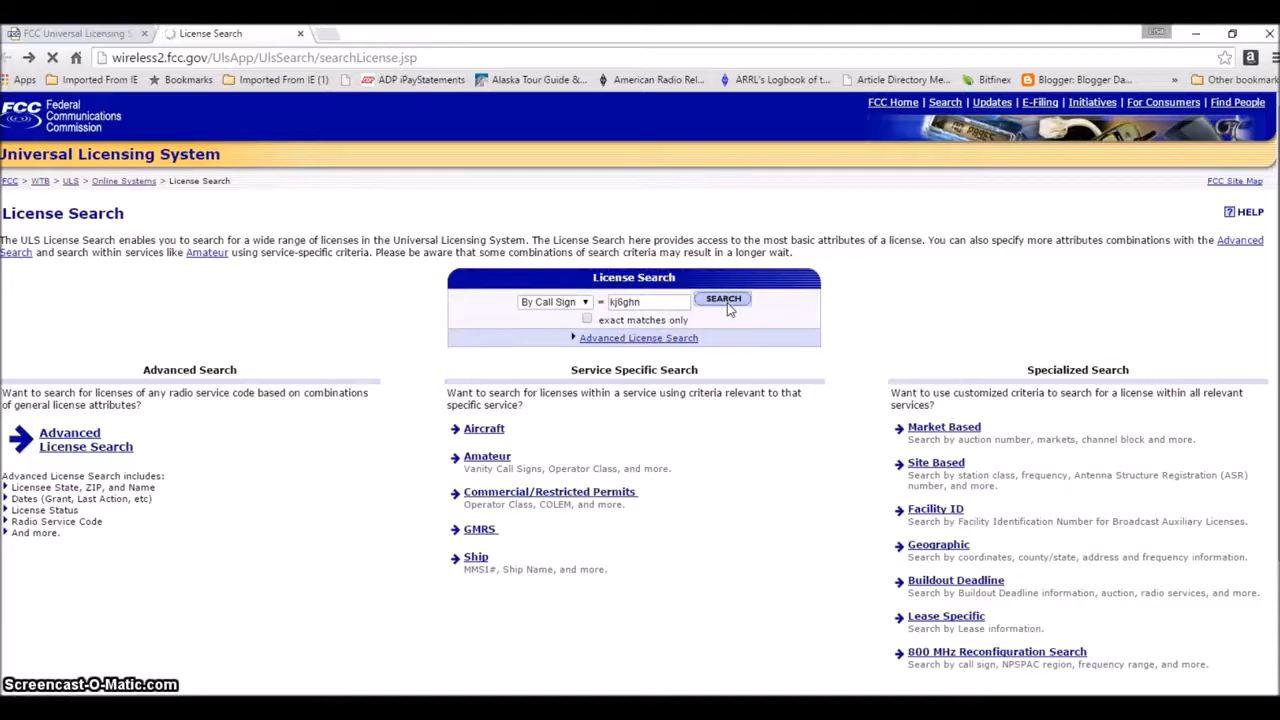 FCC Universal Licensing S
License Search
wireless2.fcc.gov/UlsApp/UlsSearch/searchLicense.jsp
Apps Imported From IE Bookmarks Imported From IE (1) ADP iPayStatements Alaska Tour Guide &... American Radio Rel... ARRL's Logbook of t... Article Directory Me... Bitfinex Blogger: Blogger Da... » Other bookmark
FCC Federal Communications Commission
FCC Home | Search | Updates | E-Filing | Initiatives | For Consumers | Find People
Universal Licensing System
FCC > WTB > ULS > Online Systems > License Search
FCC Site Map
License Search
? HELP
The ULS License Search enables you to search for a wide range of licenses in the Universal Licensing System. The License Search here provides access to the most basic attributes of a license. You can also specify more attributes combinations with the Advanced
Search and search within services like Amateur using service-specific criteria. Please be aware that some combinations of search criteria may result in a longer wait.
License Search
By Call Sign = kj6ghn SEARCH
exact matches only
Advanced License Search
Advanced Search
Want to search for licenses of any radio service code based on combinations
of general license attributes?
Advanced
License Search
Advanced License Search includes:
Licensee State, ZIP, and Name
Dates (Grant, Last Action, etc)
License Status
Radio Service Code
And more.
Service Specific Search
Want to search for licenses within a service using criteria relevant to that
specific service?
Aircraft
Amateur
Vanity Call Signs, Operator Class, and more.
Commercial/Restricted Permits
Operator Class, COLEM, and more.
GMRS
Ship
MMSI#, Ship Name, and more.
Specialized Search
Want to use customized criteria to search for a license within all relevant
services?
Market Based
Search by auction number, markets, channel block and more.
Site Based
Search by station class, frequency, Antenna Structure Registration (ASR)
number, and more.
Facility ID
Search by Facility Identification Number for Broadcast Auxiliary Licenses.
Geographic
Search by coordinates, county/state, address and frequency information.
Buildout Deadline
Search by Buildout Deadline information, auction, radio services, and more.
Lease Specific
Search by Lease information.
800 MHz Reconfiguration Search
Search by call sign, NPSPAC region, frequency range, and more.
Screencast-O-Matic.com